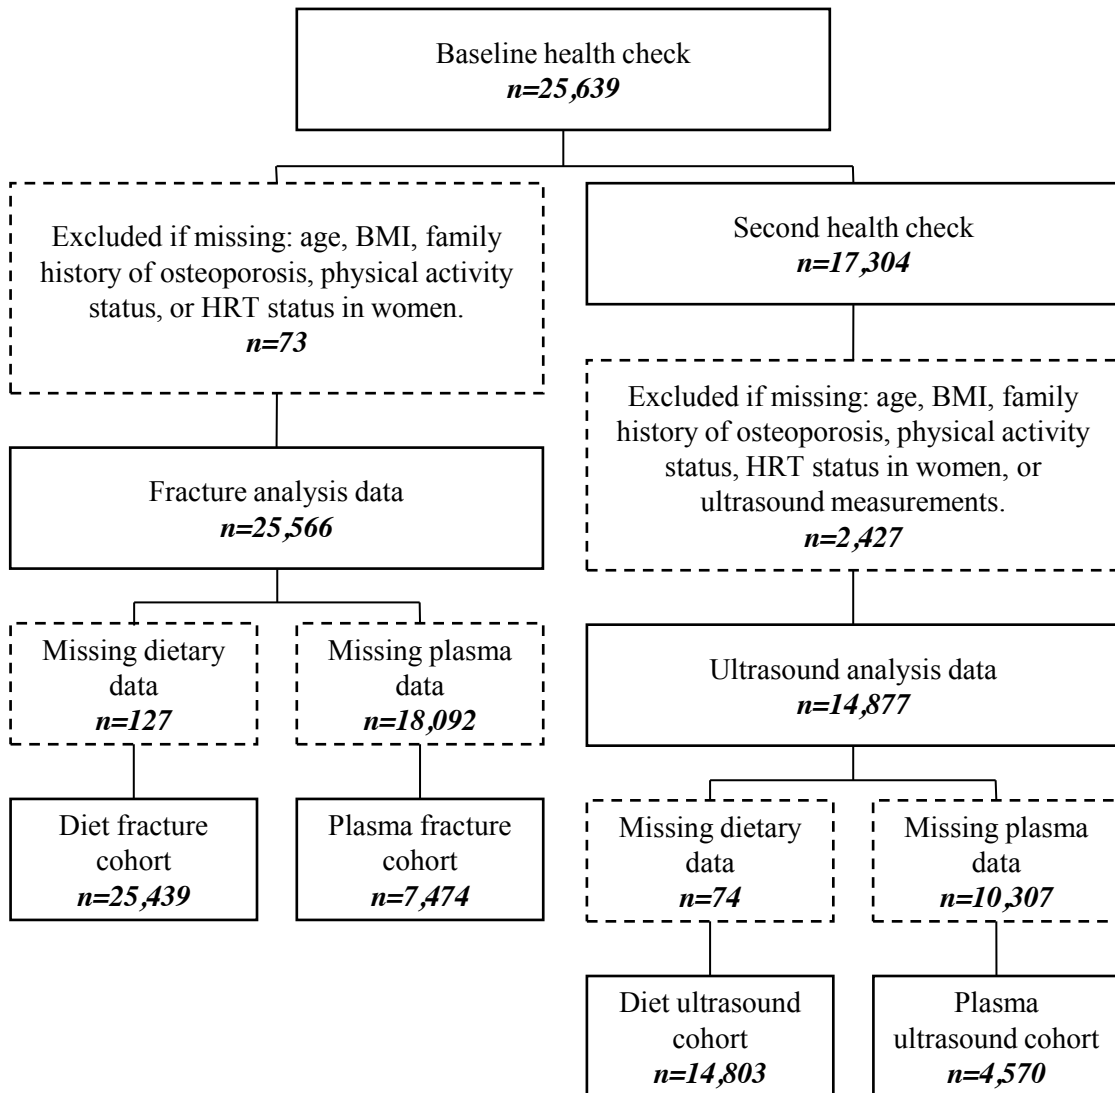 Baseline health check
n=25,639
Excluded if missing: age, BMI, family
history of osteoporosis, physical activity
status, or HRT status in women.
n=73
Second health check
n=17,304
Excluded if missing: age, BMI, family
history of osteoporosis, physical activity
status, HRT status in women, or
ultrasound measurements.
n=2,427
Fracture analysis data
n=25,566
Missing dietary
data
n=127
Missing plasma
data
n=18,092
Ultrasound analysis data
n=14,877
Diet fracture
cohort
n=25,439
Plasma fracture
cohort
n=7,474
Missing dietary
data
n=74
Missing plasma
data
n=10,307
Diet ultrasound
cohort
n=14,803
Plasma
ultrasound cohort
n=4,570